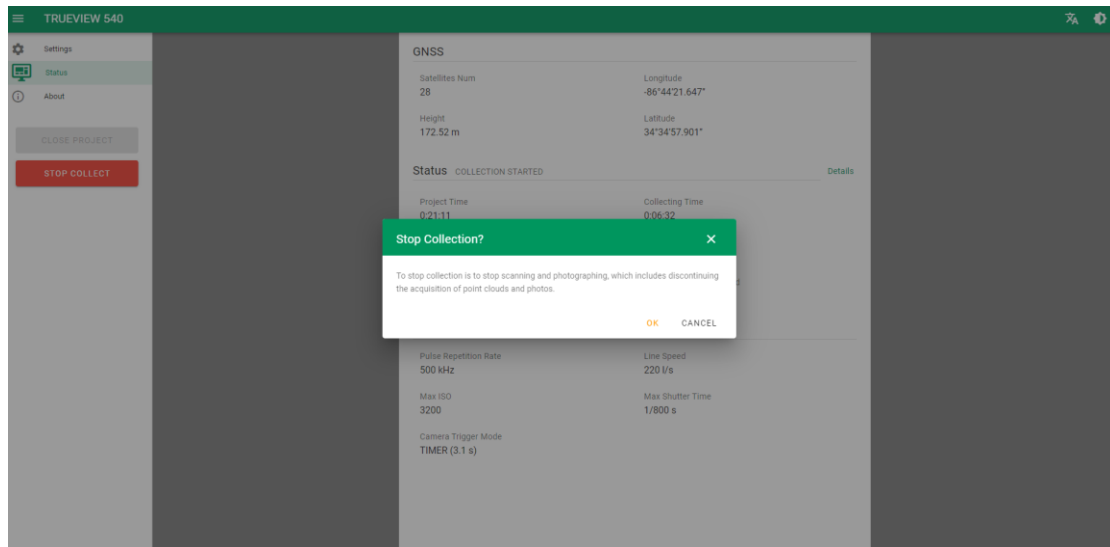 TRUEVIEW 540
Settings
Status
About
CLOSE PROJECT
STOP COLLECT
GNSS
Satellites Num Longitude
28 -86°44'21.647"
Height Latitude
172.52 m 34°34'57.901"
Status COLLECTION STARTED Details
Project Time Collecting Time
0:21:11 0:06:32
Stop Collection?
To stop collection is to stop scanning and photographing, which includes discontinuing
the acquisition of point clouds and photos.
OK CANCEL
Pulse Repetition Rate Line Speed
500 kHz 220 l/s
Max ISO Max Shutter Time
3200 1/800 s
Camera Trigger Mode
TIMER (3.1 s)